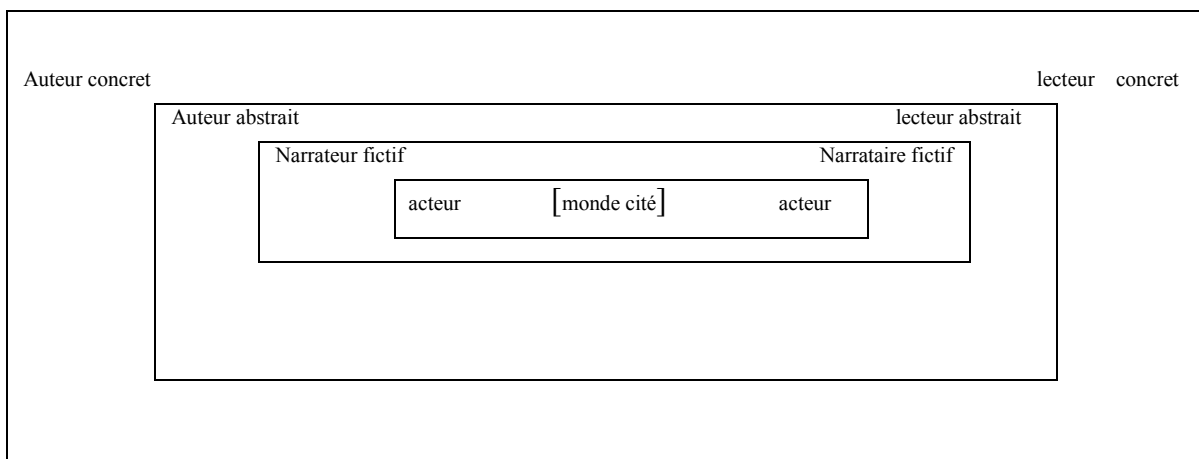 Auteur concret lecteur concret
Auteur abstrait lecteur abstrait
Narrateur fictif Narrataire fictif
acteur [monde cité] acteur